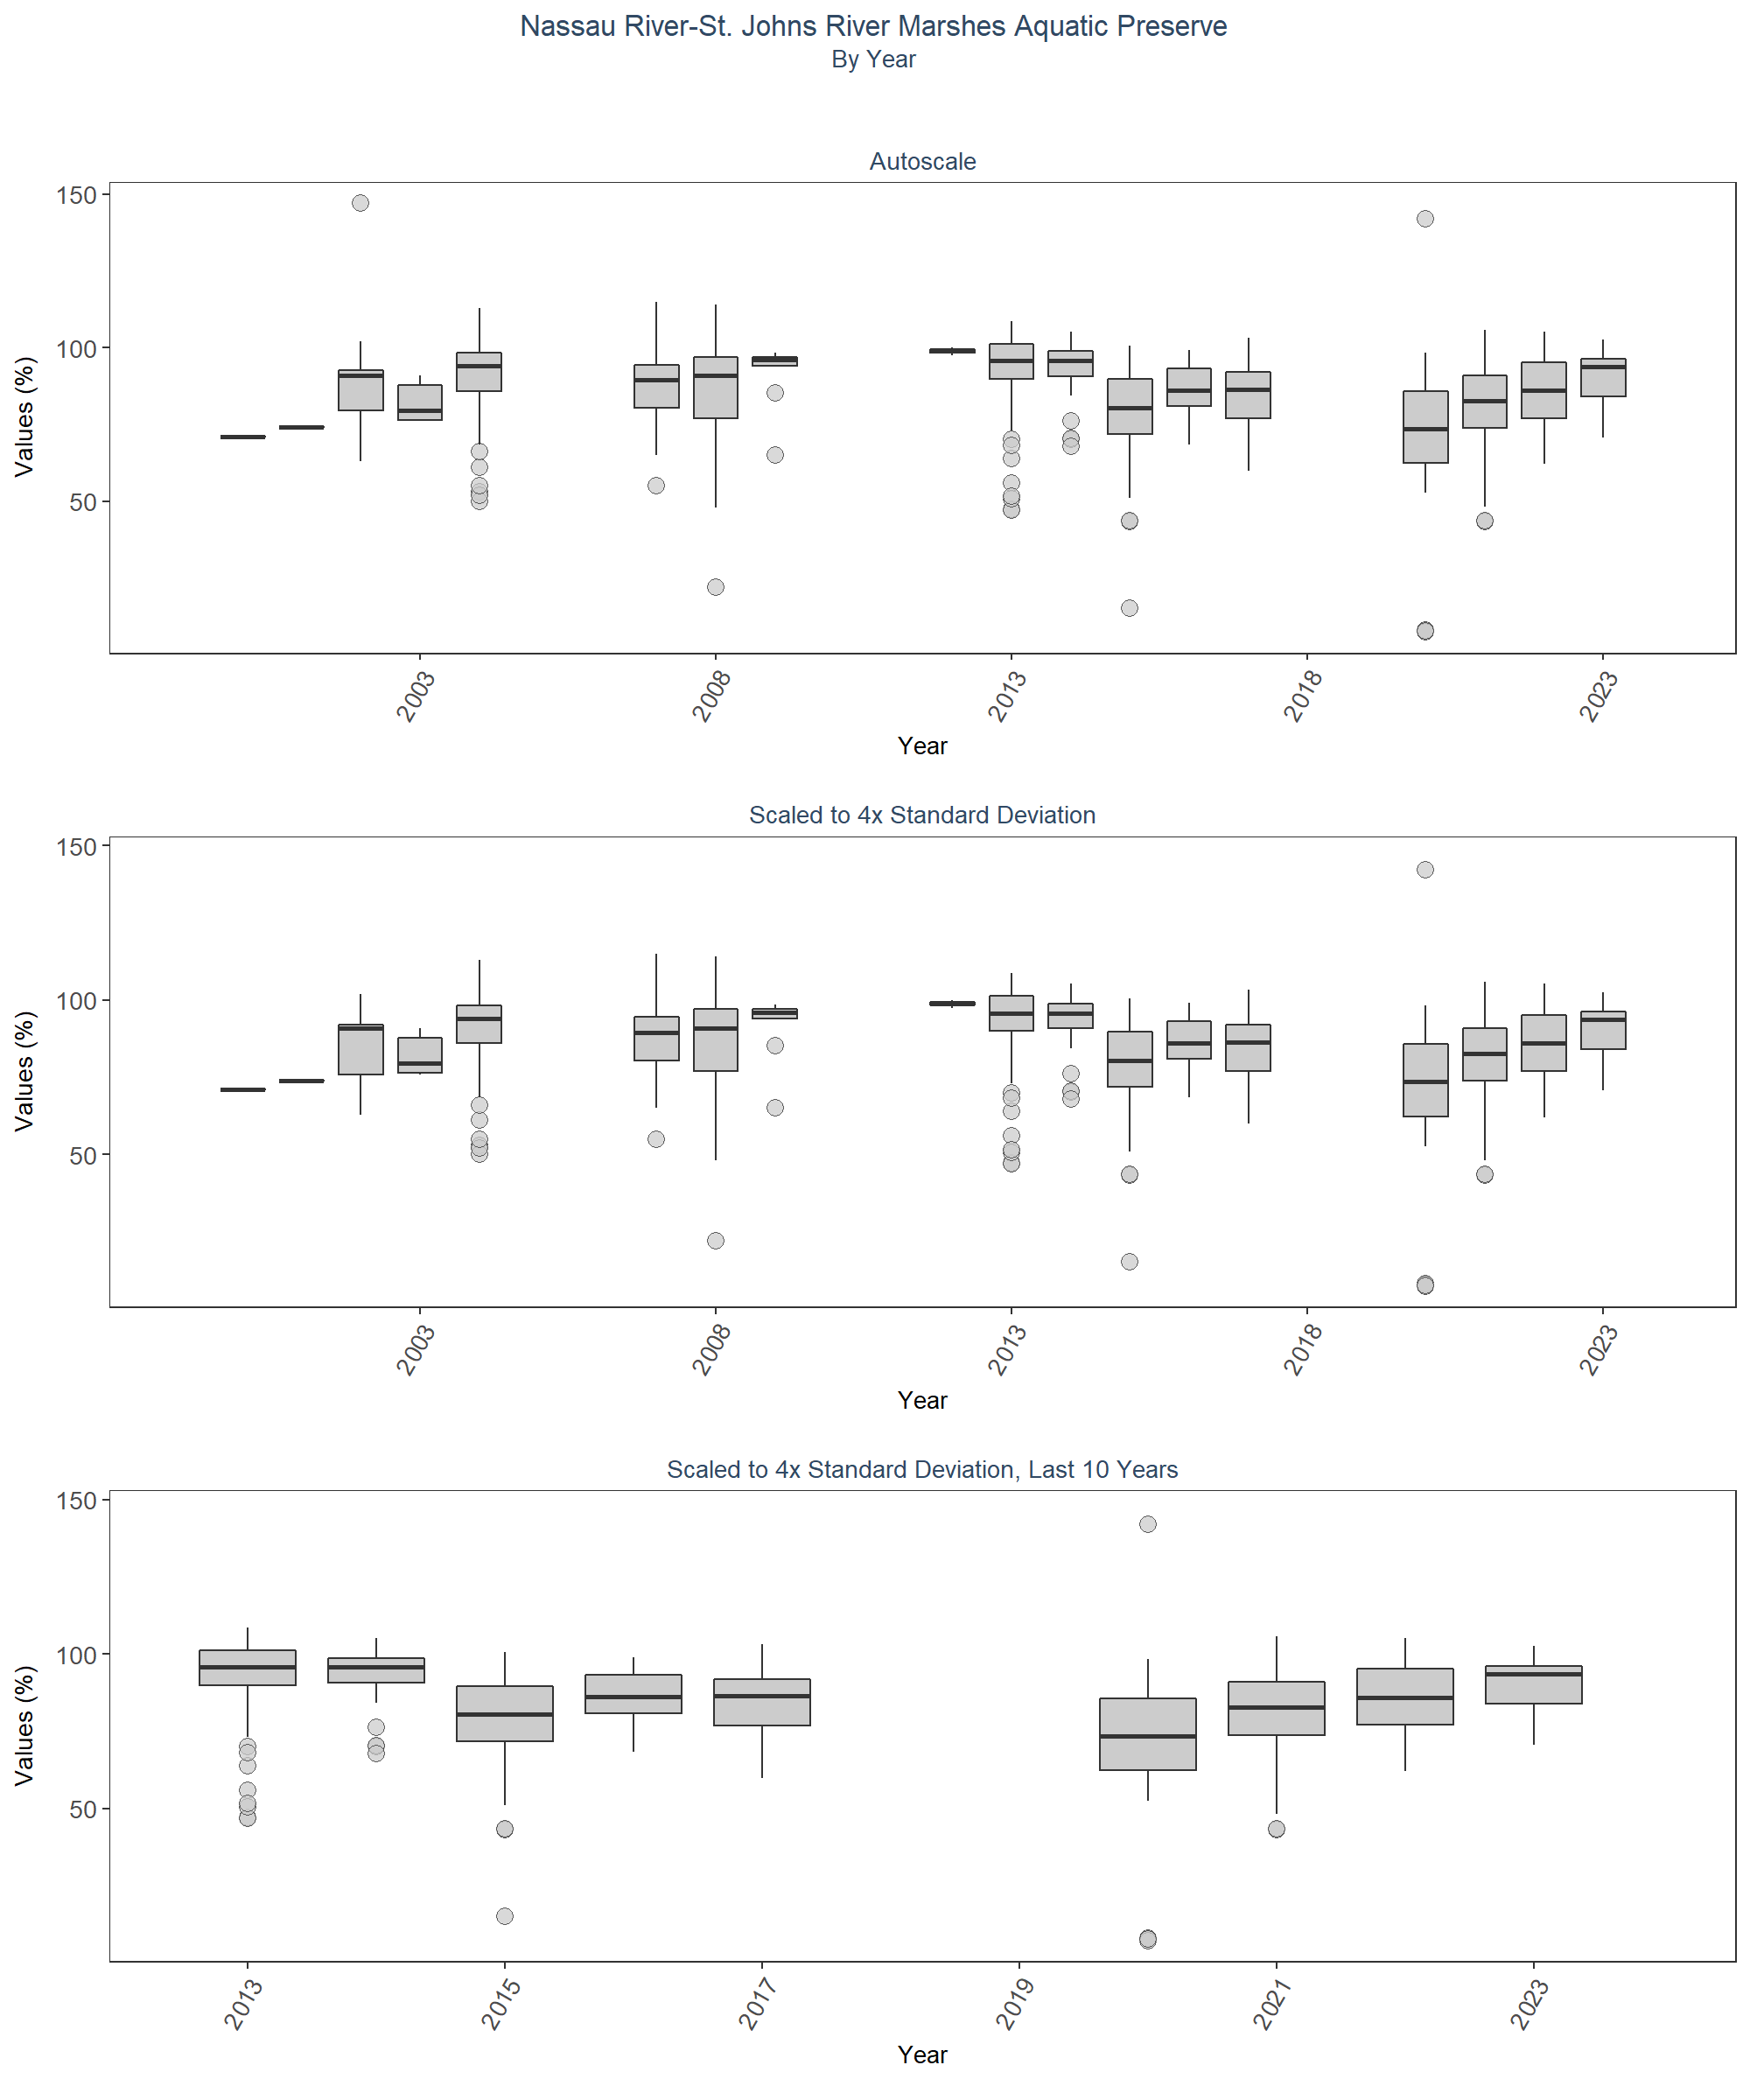 Nassau River-St. Johns River Marshes Aquatic Preserve
By Year
Autoscale
Values (%)
150
100
50
2003
2008
2013
2018
2023
Year
Scaled to 4x Standard Deviation
Values (%)
150
100
50
2003
2008
2013
2018
2023
Year
Scaled to 4x Standard Deviation, Last 10 Years
Values (%)
150
100
50
2013
2015
2017
2019
2021
2023
Year